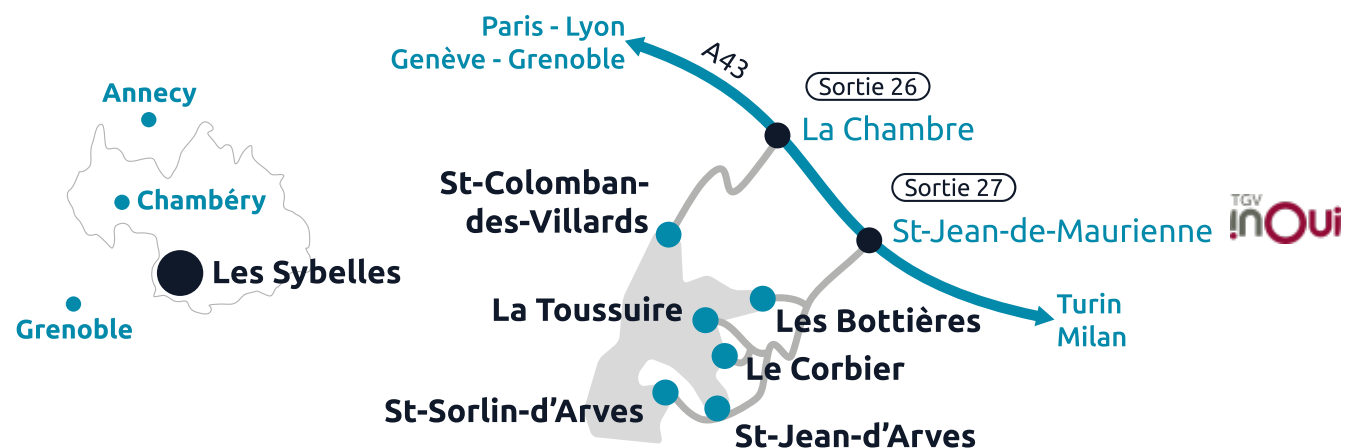 Annecy
Chambéry
Les Sybelles
Grenoble
Paris - Lyon
Genève - Grenoble
A43
Sortie 26
La Chambre
Sortie 27
St-Jean-de-Maurienne
TGV
inOui
Turin
Milan
St-Colomban-
des-Villards
La Toussuire
Les Bottières
Le Corbier
St-Sorlin-d’Arves
St-Jean-d’Arves